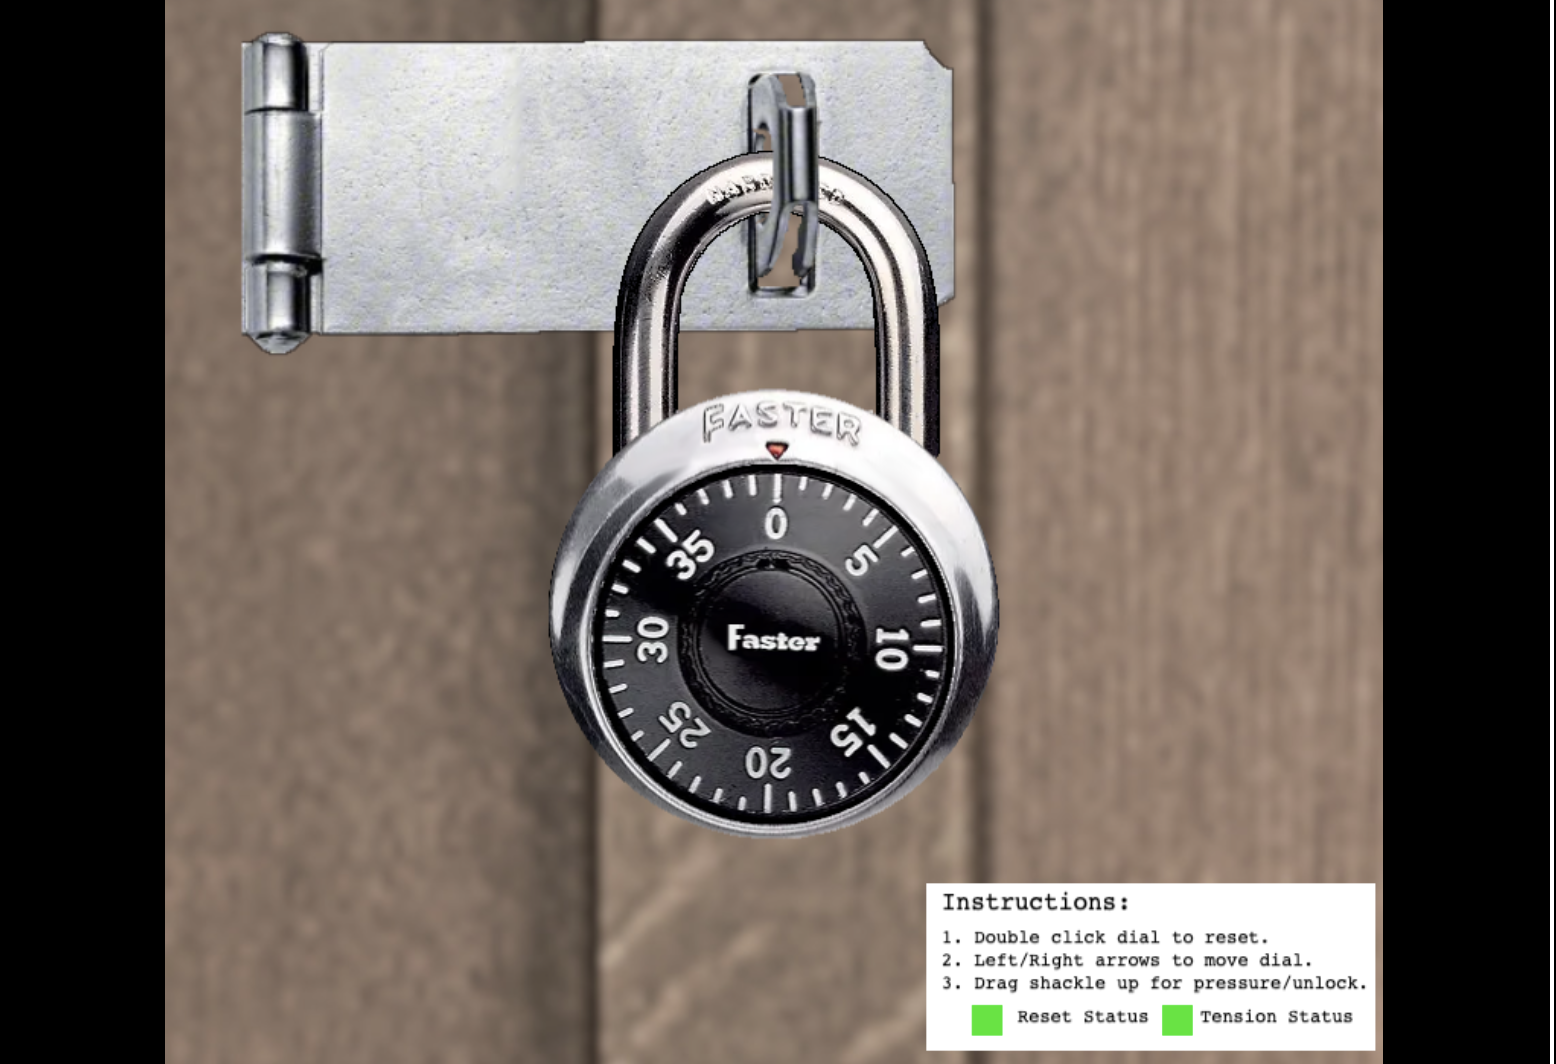 FASTER
0
5
10
15
20
25
30
35
Faster
Instructions:
1. Double click dial to reset.
2. Left/Right arrows to move dial.
3. Drag shackle up for pressure/unlock.
Reset Status Tension Status